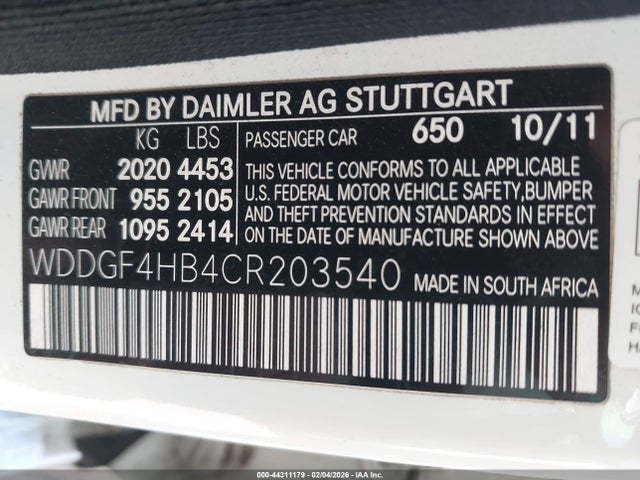 MFD BY DAIMLER AG STUTTGART
KG LBS
GVWR 2020 4453
GAWR FRONT 955 2105
GAWR REAR 1095 2414
PASSENGER CAR 650 10/11
THIS VEHICLE CONFORMS TO ALL APPLICABLE
U.S. FEDERAL MOTOR VEHICLE SAFETY,BUMPER
AND THEFT PREVENTION STANDARDS IN EFFECT
ON THE DATE OF MANUFACTURE SHOWN ABOVE
WDDGF4HB4CR203540 MADE IN SOUTH AFRICA
000-44311179 - 02/04/2026 - IAA Inc.